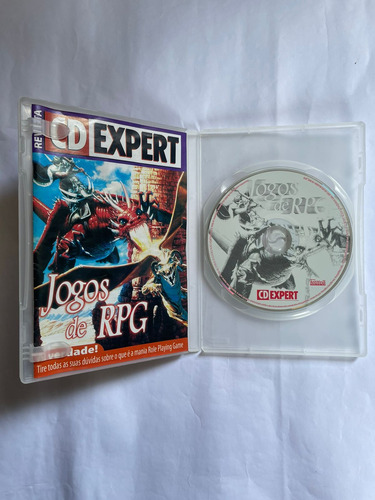 REVISTA
CD EXPERT
Jogos
de RPG
verdade!
Tire todas as suas dúvidas sobre o que é a mania Role Playing Game
Jogos
de RPG
CD EXPERT